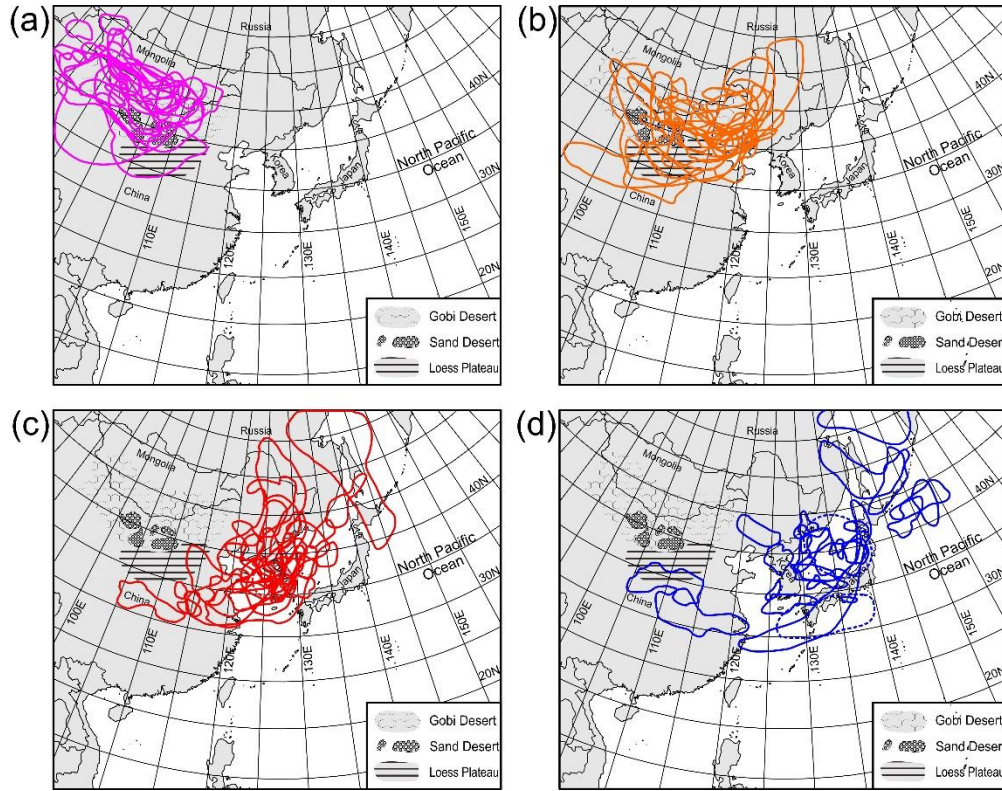 (a)
Russia
Mongolia
40N
Korea
Japan
North Pacific
Ocean
30N
China
150E
110E
120E
130E
140E
20N
Gobi Desert
Sand Desert
Loess Plateau
(b)
Russia
Mongolia
40N
Korea
Japan
North Pacific
Ocean
30N
China
100E
150E
110E
120E
130E
140E
20N
Gobi Desert
Sand Desert
Loess Plateau
(c)
Russia
Mongolia
40N
Japan
North Pacific
Ocean
30N
China
100E
150E
110E
120E
130E
140E
20N
Gobi Desert
Sand Desert
Loess Plateau
(d)
Russia
Mongolia
40N
Korea
North Pacific
Ocean
30N
China
100E
150E
110E
120E
130E
140E
20N
Gobi Desert
Sand Desert
Loess Plateau